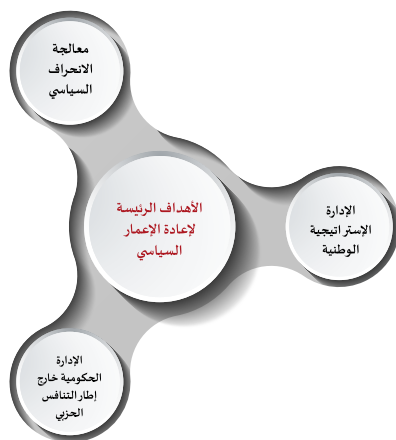 معالجة
الانحراف
السياسي
الأهداف الرئيسة
لإعادة الإعمار
السياسي
الإدارة
الإستراتيجية
الوطنية
الإدارة
الحكومية خارج
إطار التنافس
الحزبي